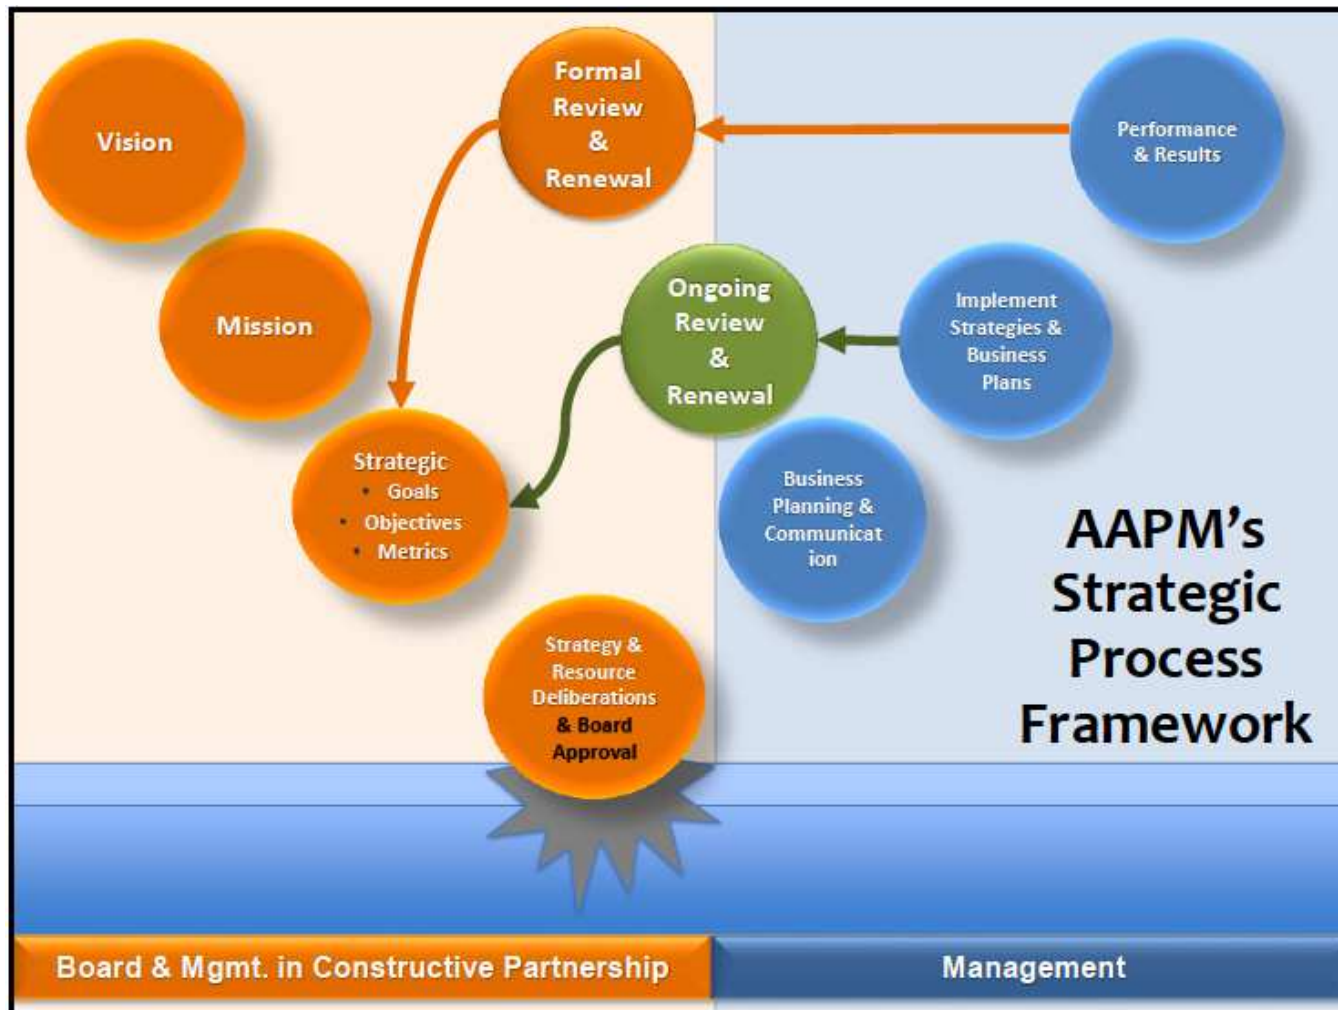 Vision
Formal
Review
&
Renewal
Performance
& Results
Mission
Ongoing
Review
&
Renewal
Implement
Strategies &
Business
Plans
Strategic
• Goals
• Objectives
• Metrics
Business
Planning &
Communicat
ion
Strategy &
Resource
Deliberations
& Board
Approval
AAPM's
Strategic
Process
Framework
Board & Mgmt. in Constructive Partnership
Management